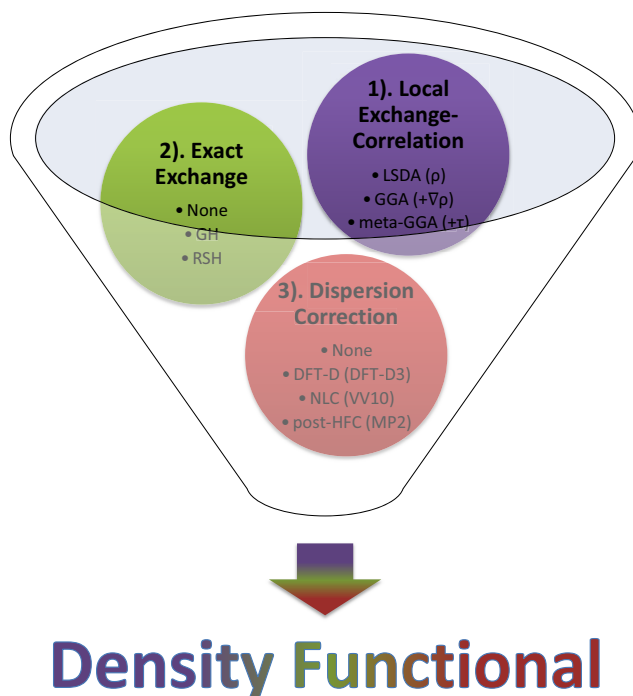 1). Local
Exchange-
Correlation
• LSDA (ρ)
• GGA (+∇ρ)
• meta-GGA (+τ)
2). Exact
Exchange
• None
• GH
• RSH
3). Dispersion
Correction
• None
• DFT-D (DFT-D3)
• NLC (VV10)
• post-HFC (MP2)
Density Functional